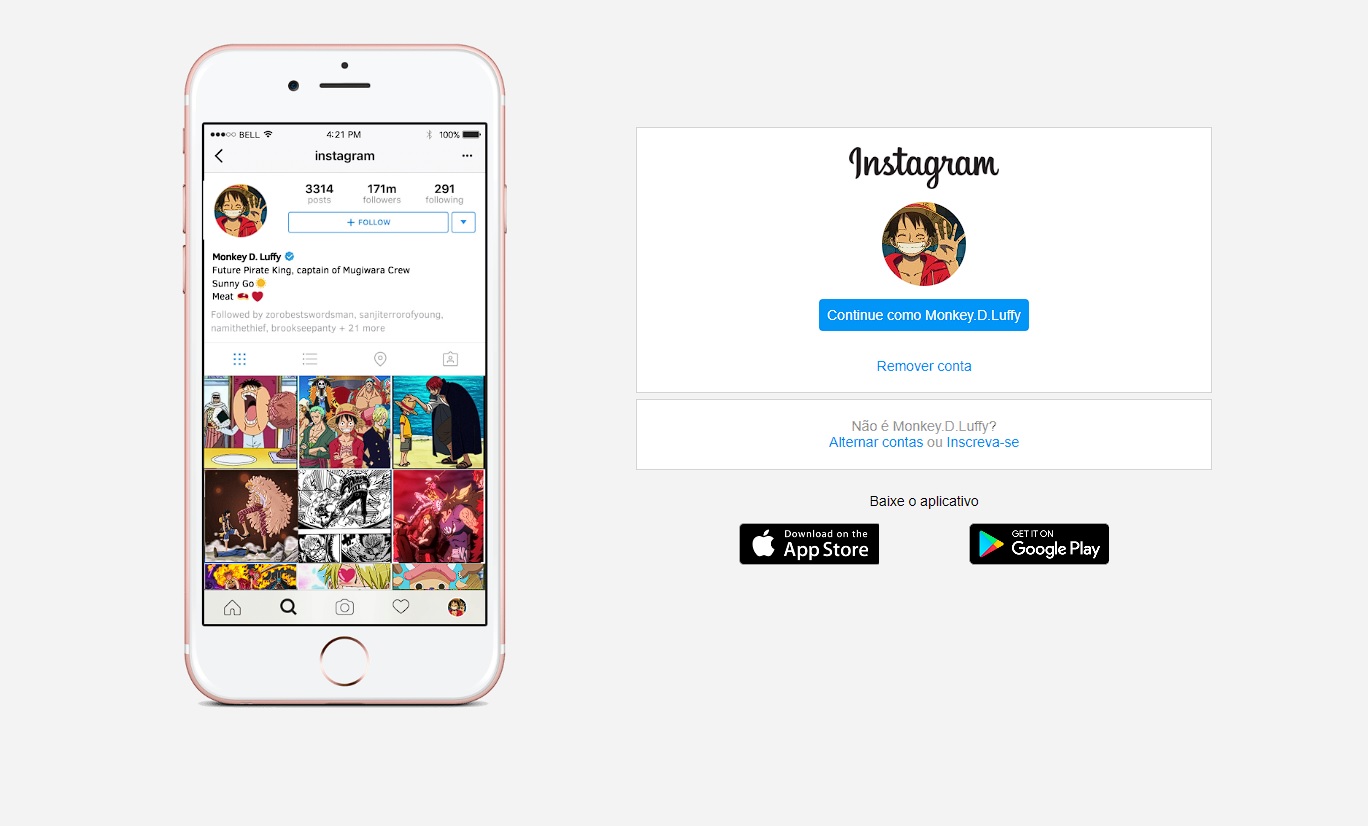 ●●●○○ BELL 4:21 PM 100%
instagram
3314 171m 291
posts followers following
+ FOLLOW
Monkey D. Luffy
Future Pirate King, captain of Mugiwara Crew
Sunny Go
Meat
Followed by zorobestswordsman, sanjiterrorofyoung,
namithethief, brookseepanty + 21 more
Instagram
Continue como Monkey.D.Luffy
Remover conta
Não é Monkey.D.Luffy?
Alternar contas ou Inscreva-se
Baixe o aplicativo
Download on the
App Store
GET IT ON
Google Play